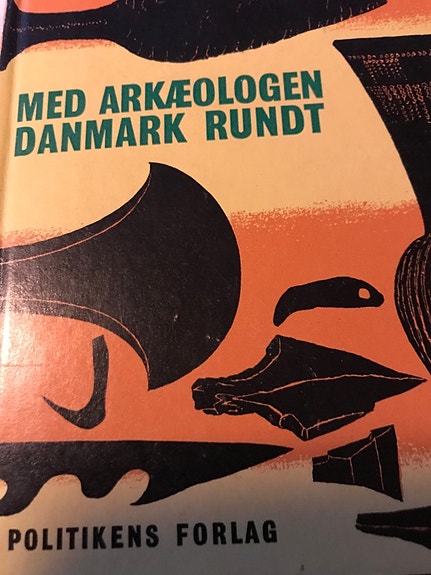 MED ARKÆOLOGEN
DANMARK RUNDT
POLITIKENS FORLAG